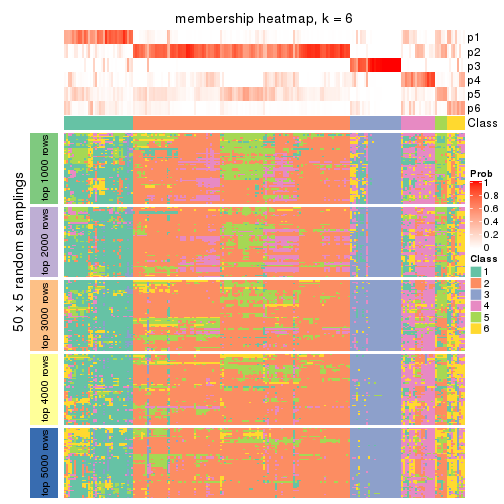 membership heatmap, k = 6
p1
p2
p3
p4
p5
p6
Class
50 x 5 random samplings
top 1000 rows
top 2000 rows
top 3000 rows
top 4000 rows
top 5000 rows
Prob
1
0.8
0.6
0.4
0.2
0
Class
1
2
3
4
5
6